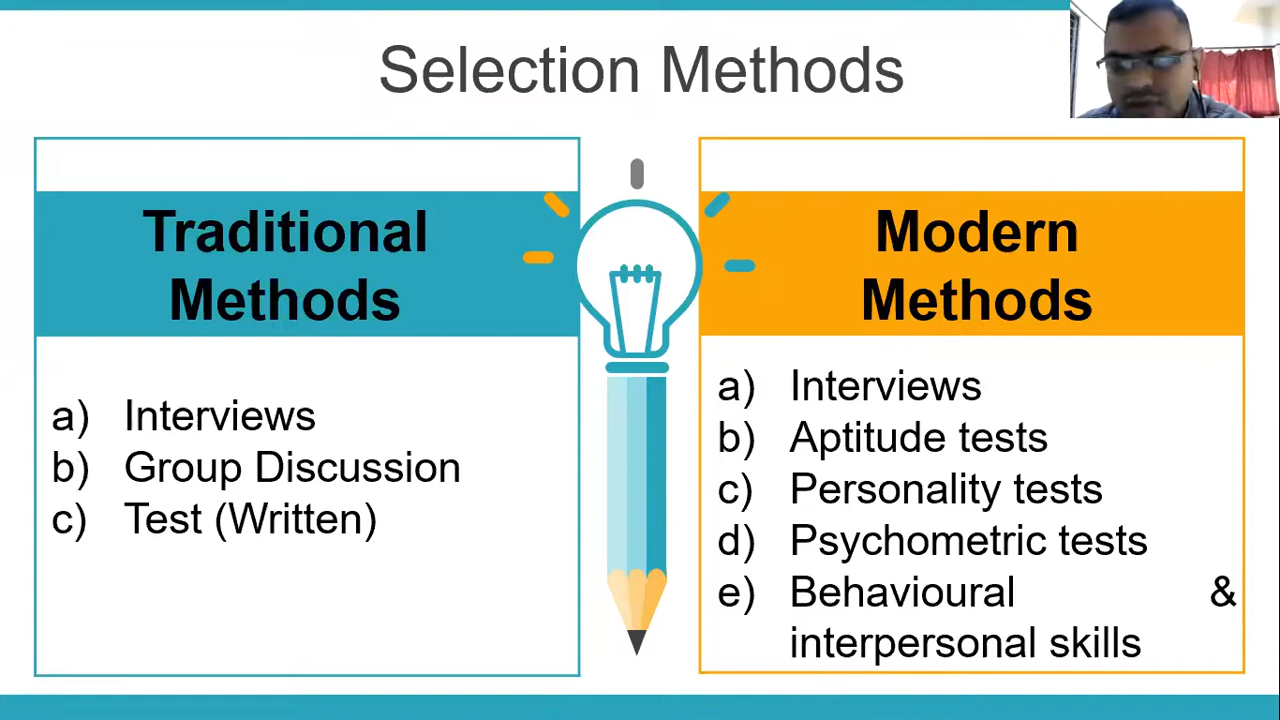 Selection Methods
Traditional
Methods
a) Interviews
b) Group Discussion
c) Test (Written)
Modern
Methods
a) Interviews
b) Aptitude tests
c) Personality tests
d) Psychometric tests
e) Behavioural &
interpersonal skills